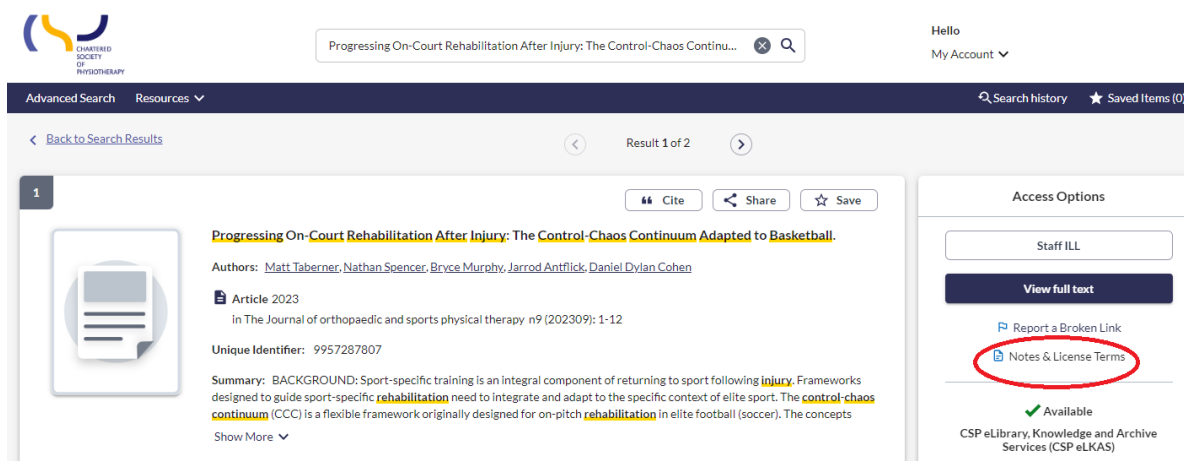 CHARTERED
SOCIETY
OF
PHYSIOTHERAPY
Progressing On-Court Rehabilitation After Injury: The Control-Chaos Continu...
Hello
My Account
Advanced Search Resources
Search history Saved Items (0)
Back to Search Results
Result 1 of 2
1
Cite Share Save
Progressing On-Court Rehabilitation After Injury: The Control-Chaos Continuum Adapted to Basketball.
Authors: Matt Taberner, Nathan Spencer, Bryce Murphy, Jarrod Antflick, Daniel Dylan Cohen
Article 2023
in The Journal of orthopaedic and sports physical therapy n9 (202309): 1-12
Unique Identifier: 9957287807
Summary: BACKGROUND: Sport-specific training is an integral component of returning to sport following injury. Frameworks
designed to guide sport-specific rehabilitation need to integrate and adapt to the specific context of elite sport. The control-chaos
continuum (CCC) is a flexible framework originally designed for on-pitch rehabilitation in elite football (soccer). The concepts
Show More
Access Options
Staff ILL
View full text
Report a Broken Link
Notes & License Terms
Available
CSP eLibrary, Knowledge and Archive
Services (CSP eLKAS)